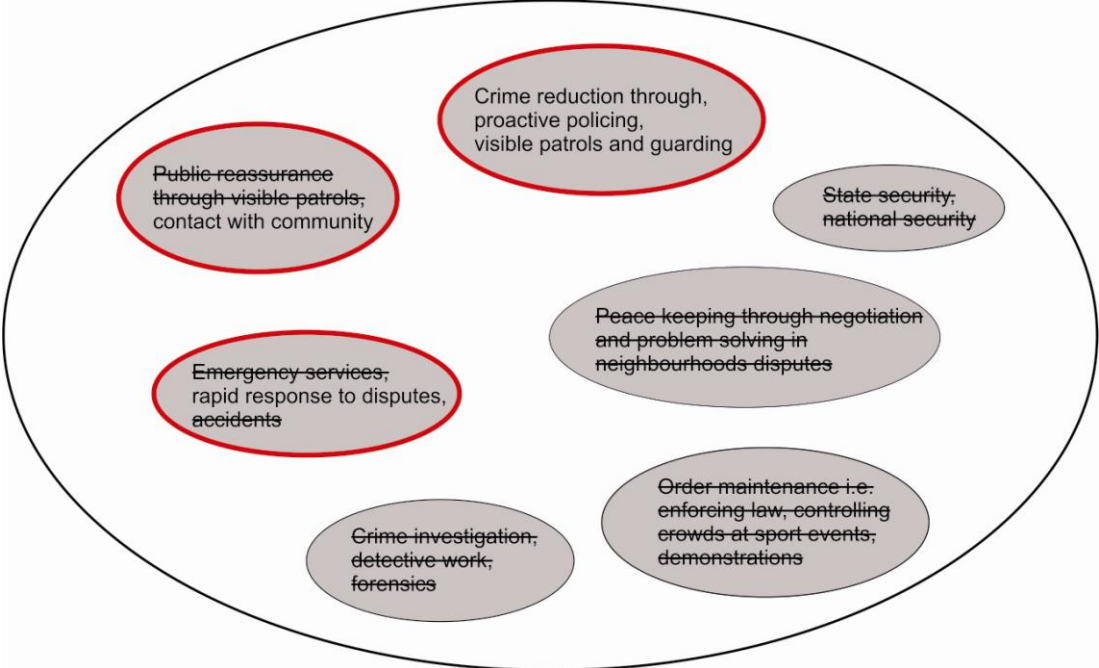 Crime reduction through,
proactive policing,
visible patrols and guarding
Public reassurance
through visible patrols,
contact with community
State security,
national security
Peace keeping through negotiation
and problem solving in
neighbourhoods disputes
Emergency services,
rapid response to disputes,
accidents
Order maintenance i.e.
enforcing law, controlling
crowds at sport events,
demonstrations
Crime investigation,
detective work,
forensics